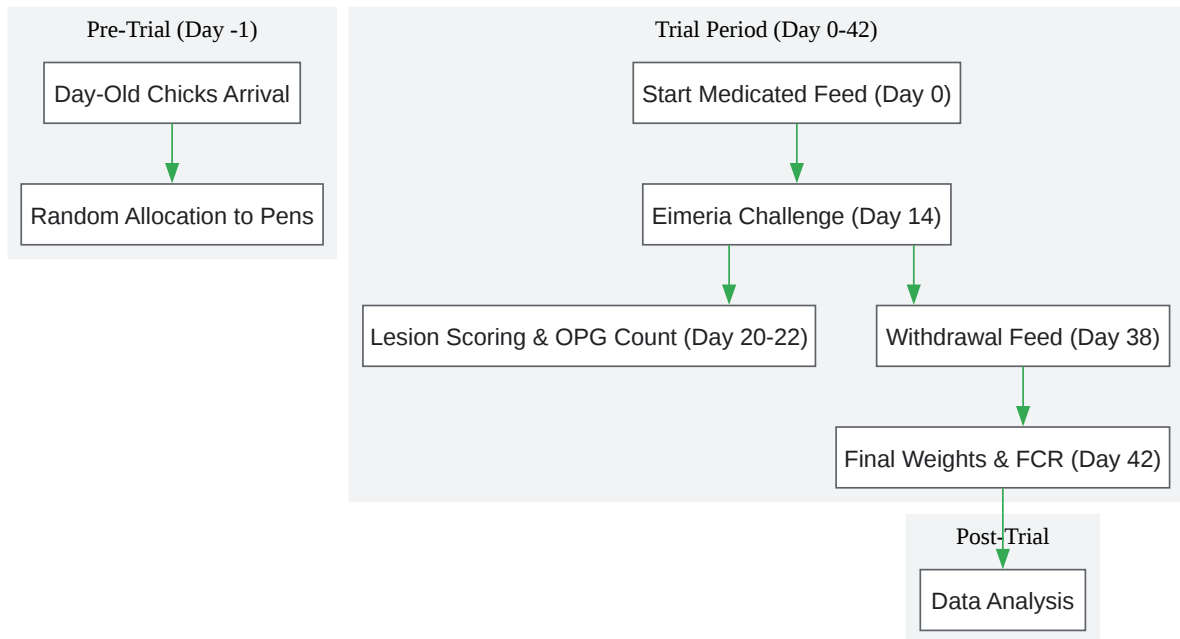 Pre-Trial (Day -1)
Day-Old Chicks Arrival
Random Allocation to Pens
Trial Period (Day 0-42)
Start Medicated Feed (Day 0)
Eimeria Challenge (Day 14)
Lesion Scoring & OPG Count (Day 20-22)
Withdrawal Feed (Day 38)
Final Weights & FCR (Day 42)
Post-Trial
Data Analysis